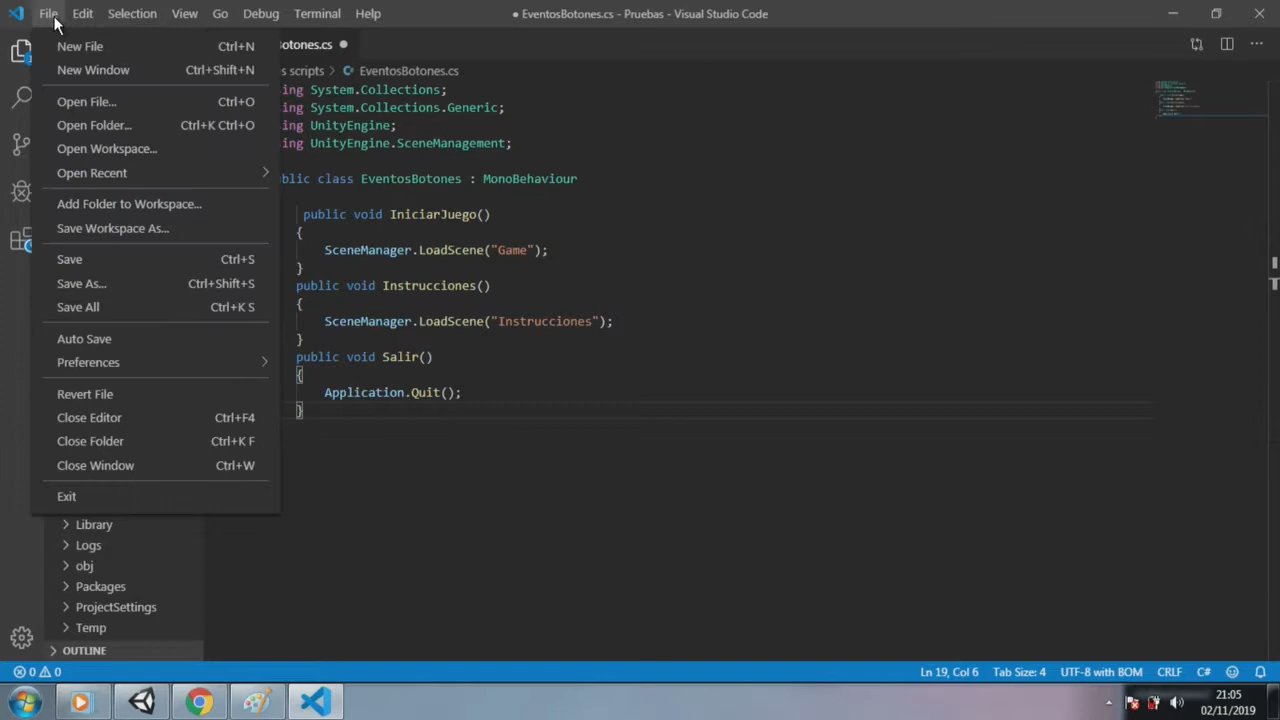 File Edit Selection View Go Debug Terminal Help
● EventosBotones.cs - Pruebas - Visual Studio Code
New File Ctrl+N
New Window Ctrl+Shift+N
Open File... Ctrl+O
Open Folder... Ctrl+K Ctrl+O
Open Workspace...
Open Recent
Add Folder to Workspace...
Save Workspace As...
Save Ctrl+S
Save As... Ctrl+Shift+S
Save All Ctrl+K S
Auto Save
Preferences
Revert File
Close Editor Ctrl+F4
Close Folder Ctrl+K F
Close Window Ctrl+W
Exit
Library
Logs
obj
Packages
ProjectSettings
Temp
OUTLINE
otones.cs ●
s scripts > EventosBotones.cs
ing System.Collections;
ing System.Collections.Generic;
ing UnityEngine;
ing UnityEngine.SceneManagement;
blic class EventosBotones : MonoBehaviour
public void IniciarJuego()
{
SceneManager.LoadScene("Game");
}
public void Instrucciones()
{
SceneManager.LoadScene("Instrucciones");
}
public void Salir()
{
Application.Quit();
}
0 0
Ln 19, Col 6 Tab Size: 4 UTF-8 with BOM CRLF C#
21:05
02/11/2019